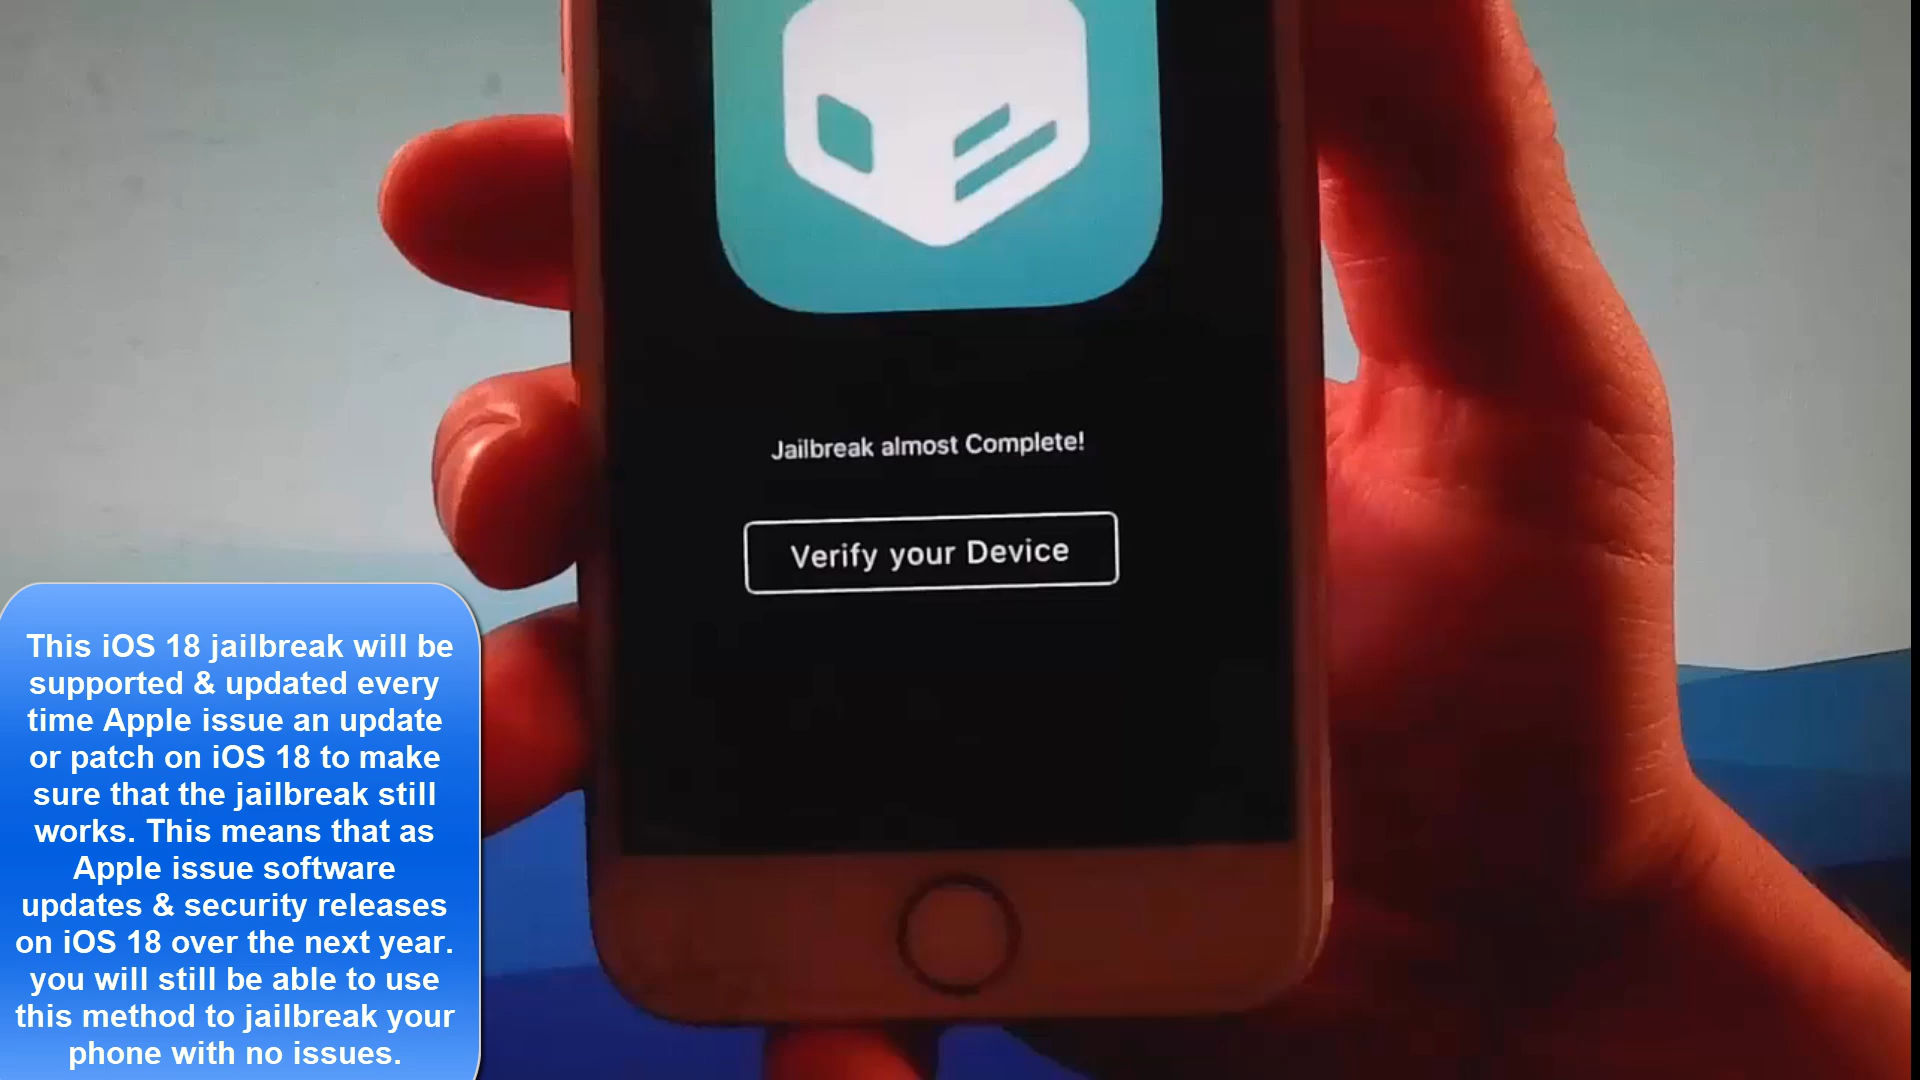 Jailbreak almost Complete!
Verify your Device
This iOS 18 jailbreak will be
supported & updated every
time Apple issue an update
or patch on iOS 18 to make
sure that the jailbreak still
works. This means that as
Apple issue software
updates & security releases
on iOS 18 over the next year.
you will still be able to use
this method to jailbreak your
phone with no issues.